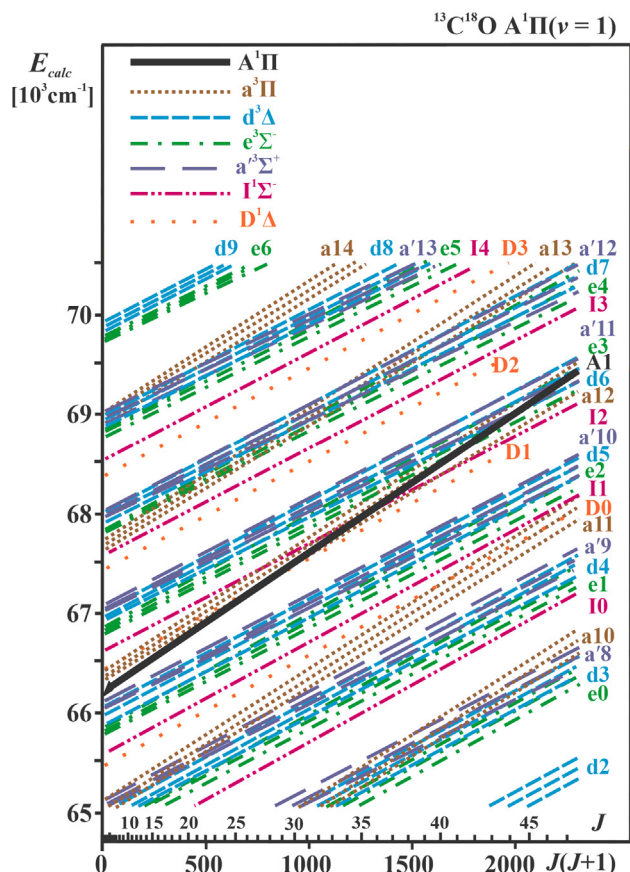 ¹³C¹⁸O A¹Π(v = 1)
E_calc
[10³cm⁻¹]
A¹Π
a³Π
d³Δ
e³Σ⁻
a′³Σ⁺
I¹Σ⁻
D¹Δ
d9 e6 a14 d8 a′13 e5 I4 D3 a13 a′12
d7
e4
I3
a′11
e3
A1
d6
a12
I2
a′10
d5
e2
I1
D0
a11
a′9
d4
e1
I0
a10
a′8
d3
e0
d2
D2
D1
70
69
68
67
66
65
10 15 20 25 30 35 40 45 J
0 500 1000 1500 2000 J(J+1)